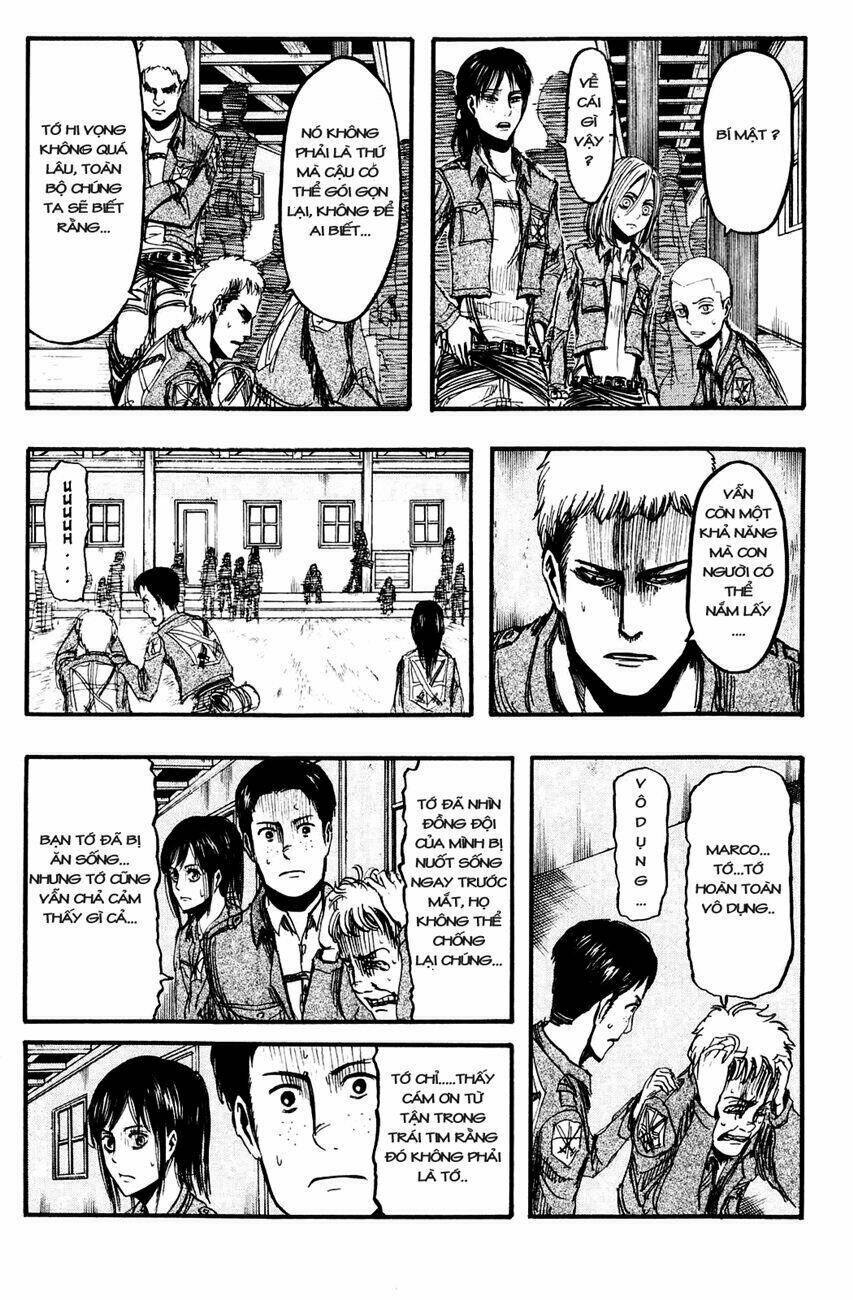 BÍ MẬT ?
VỀ
CÁI
GÌ
VẬY
?
NÓ KHÔNG
PHẢI LÀ THỨ
MÀ CẬU CÓ
THỂ GÓI GỌN
LẠI, KHÔNG ĐỂ
AI BIẾT...
TỚ HI VỌNG
KHÔNG QUÁ
LÂU, TOÀN
BỘ CHÚNG
TA SẼ BIẾT
RẰNG...
VẪN
CÒN MỘT
KHẢ NĂNG
MÀ CON
NGƯỜI CÓ
THỂ
NẮM LẤY
....
UUUUH...
MARCO...
TỚ...TỚ
HOÀN TOÀN
VÔ DỤNG..
VÔ DỤNG...
TỚ ĐÃ NHÌN
ĐỒNG ĐỘI
CỦA MÌNH BỊ
NUỐT SỐNG
NGAY TRƯỚC
MẮT, HỌ
KHÔNG THỂ
CHỐNG
LẠI CHÚNG...
BẠN TỚ ĐÃ BỊ
ĂN SỐNG...
NHƯNG TỚ CŨNG
VẪN CHẢ CẢM
THẤY GÌ CẢ...
TỚ CHỈ.....THẤY
CÁM ƠN TỪ
TẬN TRONG
TRÁI TIM RẰNG
ĐÓ KHÔNG PHẢI
LÀ TỚ..